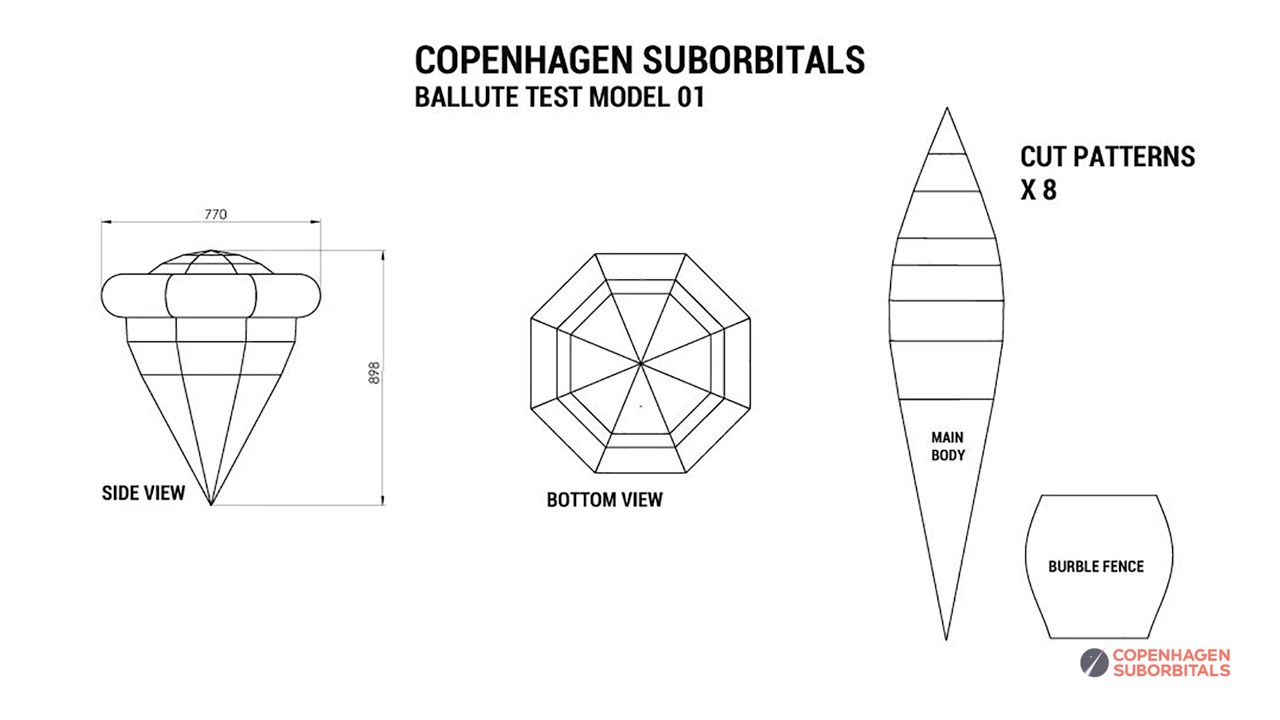 COPENHAGEN SUBORBITALS
BALLUTE TEST MODEL 01
CUT PATTERNS
X 8
770
898
SIDE VIEW
BOTTOM VIEW
MAIN
BODY
BURBLE FENCE
COPENHAGEN
SUBORBITALS